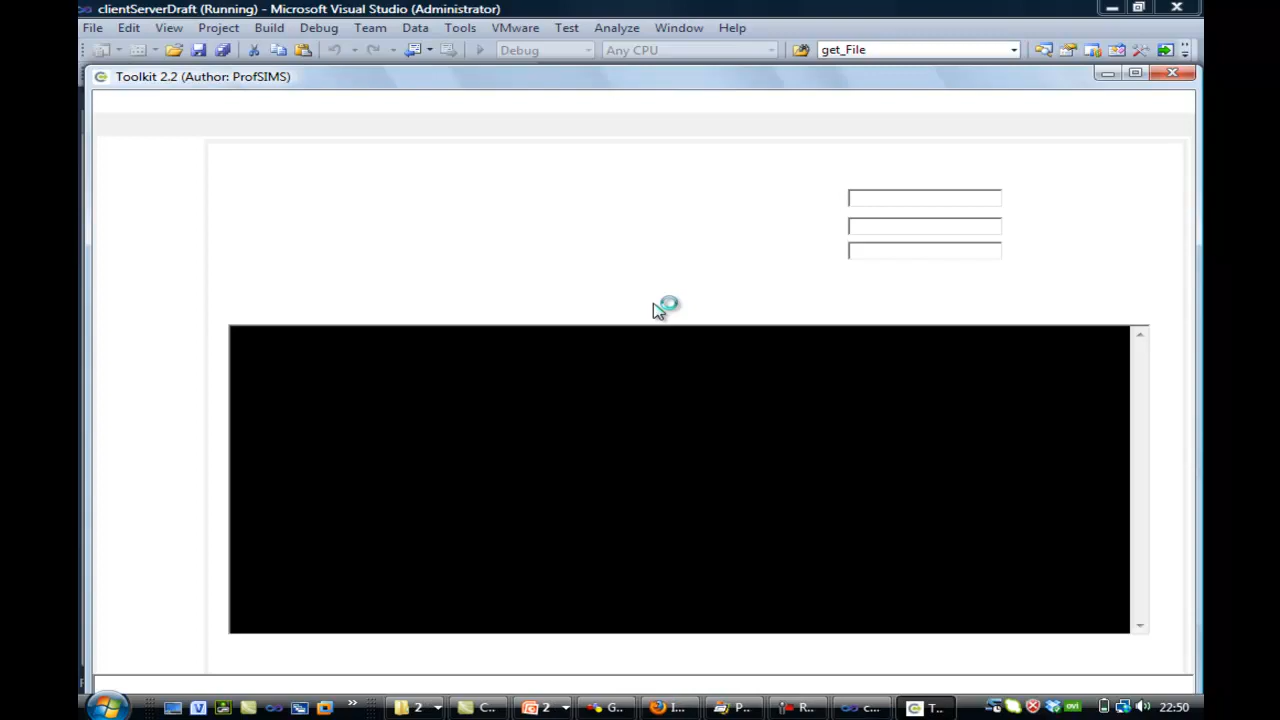 clientServerDraft (Running) - Microsoft Visual Studio (Administrator)
File Edit View Project Build Debug Team Data Tools VMware Test Analyze Window Help
Debug Any CPU get_File
Toolkit 2.2 (Author: ProfSIMS)
2 C.. 2 G.. I... P... R... c... T... 22:50